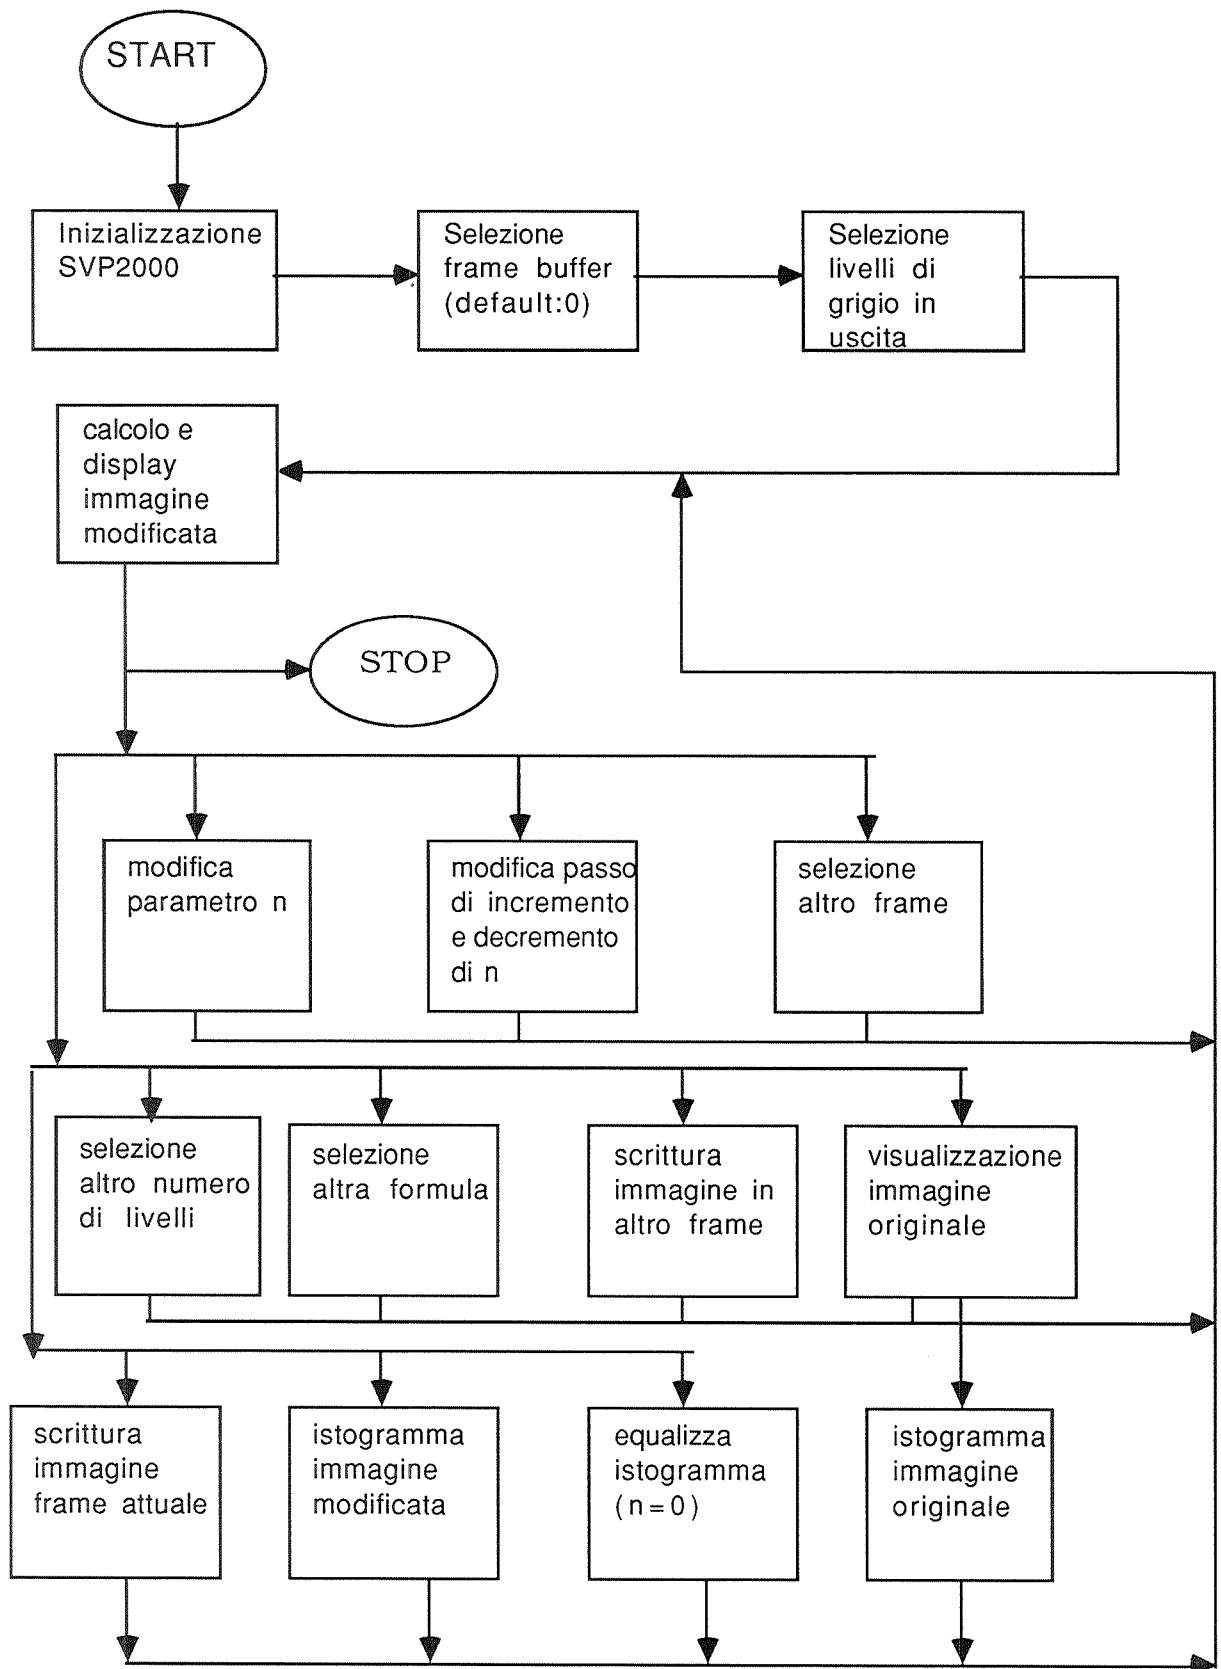 START
Inizializzazione
SVP2000
Selezione
frame buffer
(default:0)
Selezione
livelli di
grigio in
uscita
calcolo e
display
immagine
modificata
STOP
modifica
parametro n
modifica passo
di incremento
e decremento
di n
selezione
altro frame
selezione
altro numero
di livelli
selezione
altra formula
scrittura
immagine in
altro frame
visualizzazione
immagine
originale
scrittura
immagine
frame attuale
istogramma
immagine
modificata
equalizza
istogramma
(n=0)
istogramma
immagine
originale